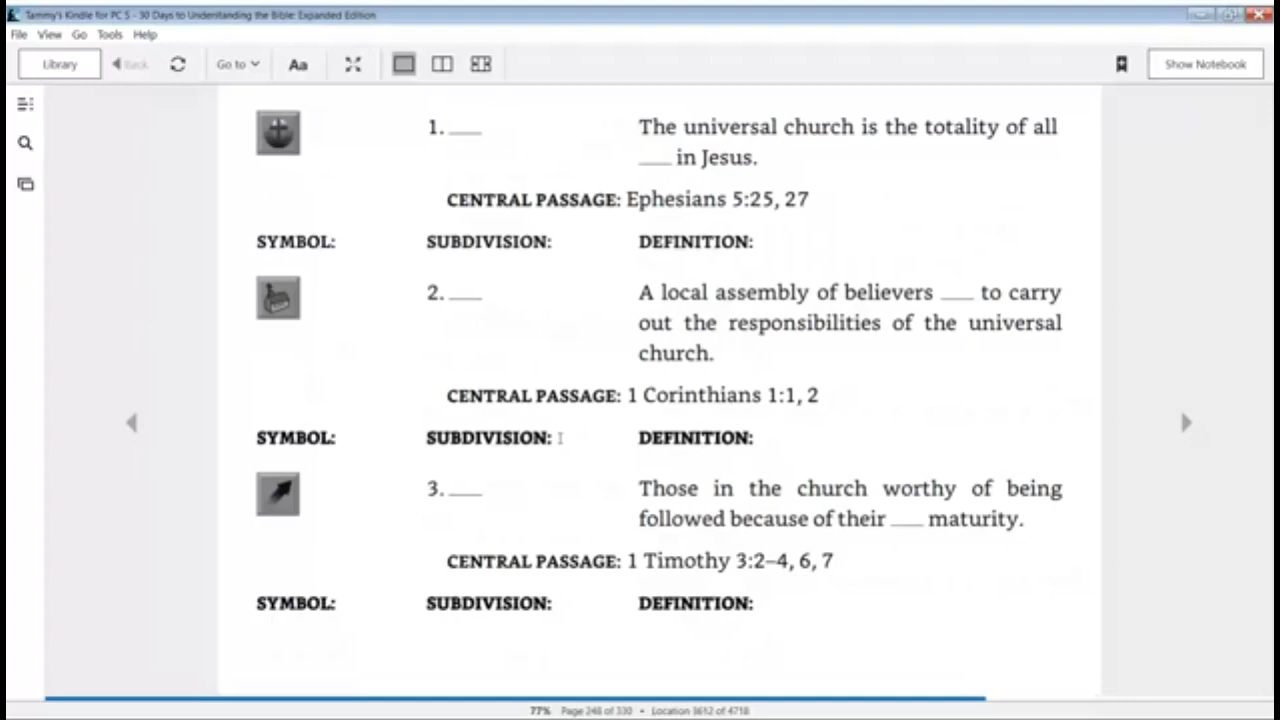 Tammy's Kindle for PC 5 - 30 Days to Understanding the Bible: Expanded Edition
File View Go Tools Help
Library Back Go to Aa Show Notebook
1. ___ The universal church is the totality of all
___ in Jesus.
CENTRAL PASSAGE: Ephesians 5:25, 27
SYMBOL: SUBDIVISION: DEFINITION:
2. ___ A local assembly of believers ___ to carry
out the responsibilities of the universal
church.
CENTRAL PASSAGE: 1 Corinthians 1:1, 2
SYMBOL: SUBDIVISION: DEFINITION:
3. ___ Those in the church worthy of being
followed because of their ___ maturity.
CENTRAL PASSAGE: 1 Timothy 3:2–4, 6, 7
SYMBOL: SUBDIVISION: DEFINITION:
77% Page 248 of 330 • Location 3612 of 4718